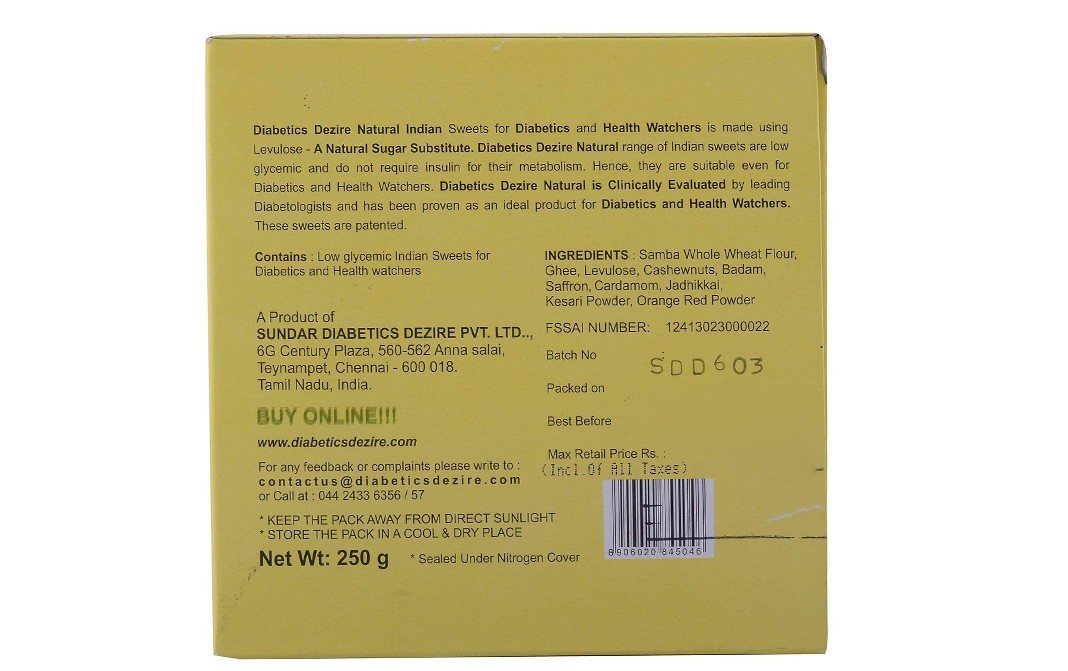 Diabetics Dezire Natural Indian Sweets for Diabetics and Health Watchers is made using
Levulose - A Natural Sugar Substitute. Diabetics Dezire Natural range of Indian sweets are low
glycemic and do not require insulin for their metabolism. Hence, they are suitable even for
Diabetics and Health Watchers. Diabetics Dezire Natural is Clinically Evaluated by leading
Diabetologists and has been proven as an ideal product for Diabetics and Health Watchers.
These sweets are patented.
Contains : Low glycemic Indian Sweets for
Diabetics and Health watchers
A Product of
SUNDAR DIABETICS DEZIRE PVT. LTD..,
6G Century Plaza, 560-562 Anna salai,
Teynampet, Chennai - 600 018.
Tamil Nadu, India.
BUY ONLINE!!!
www.diabeticsdezire.com
For any feedback or complaints please write to :
contactus@diabeticsdezire.com
or Call at : 044 2433 6356 / 57
* KEEP THE PACK AWAY FROM DIRECT SUNLIGHT
* STORE THE PACK IN A COOL & DRY PLACE
Net Wt: 250 g * Sealed Under Nitrogen Cover
INGREDIENTS : Samba Whole Wheat Flour,
Ghee, Levulose, Cashewnuts, Badam,
Saffron, Cardamom, Jadhikkai,
Kesari Powder, Orange Red Powder
FSSAI NUMBER: 12413023000022
Batch No SDD603
Packed on
Best Before
Max Retail Price Rs. :
(Incl.Of All Taxes)
8906020 845046